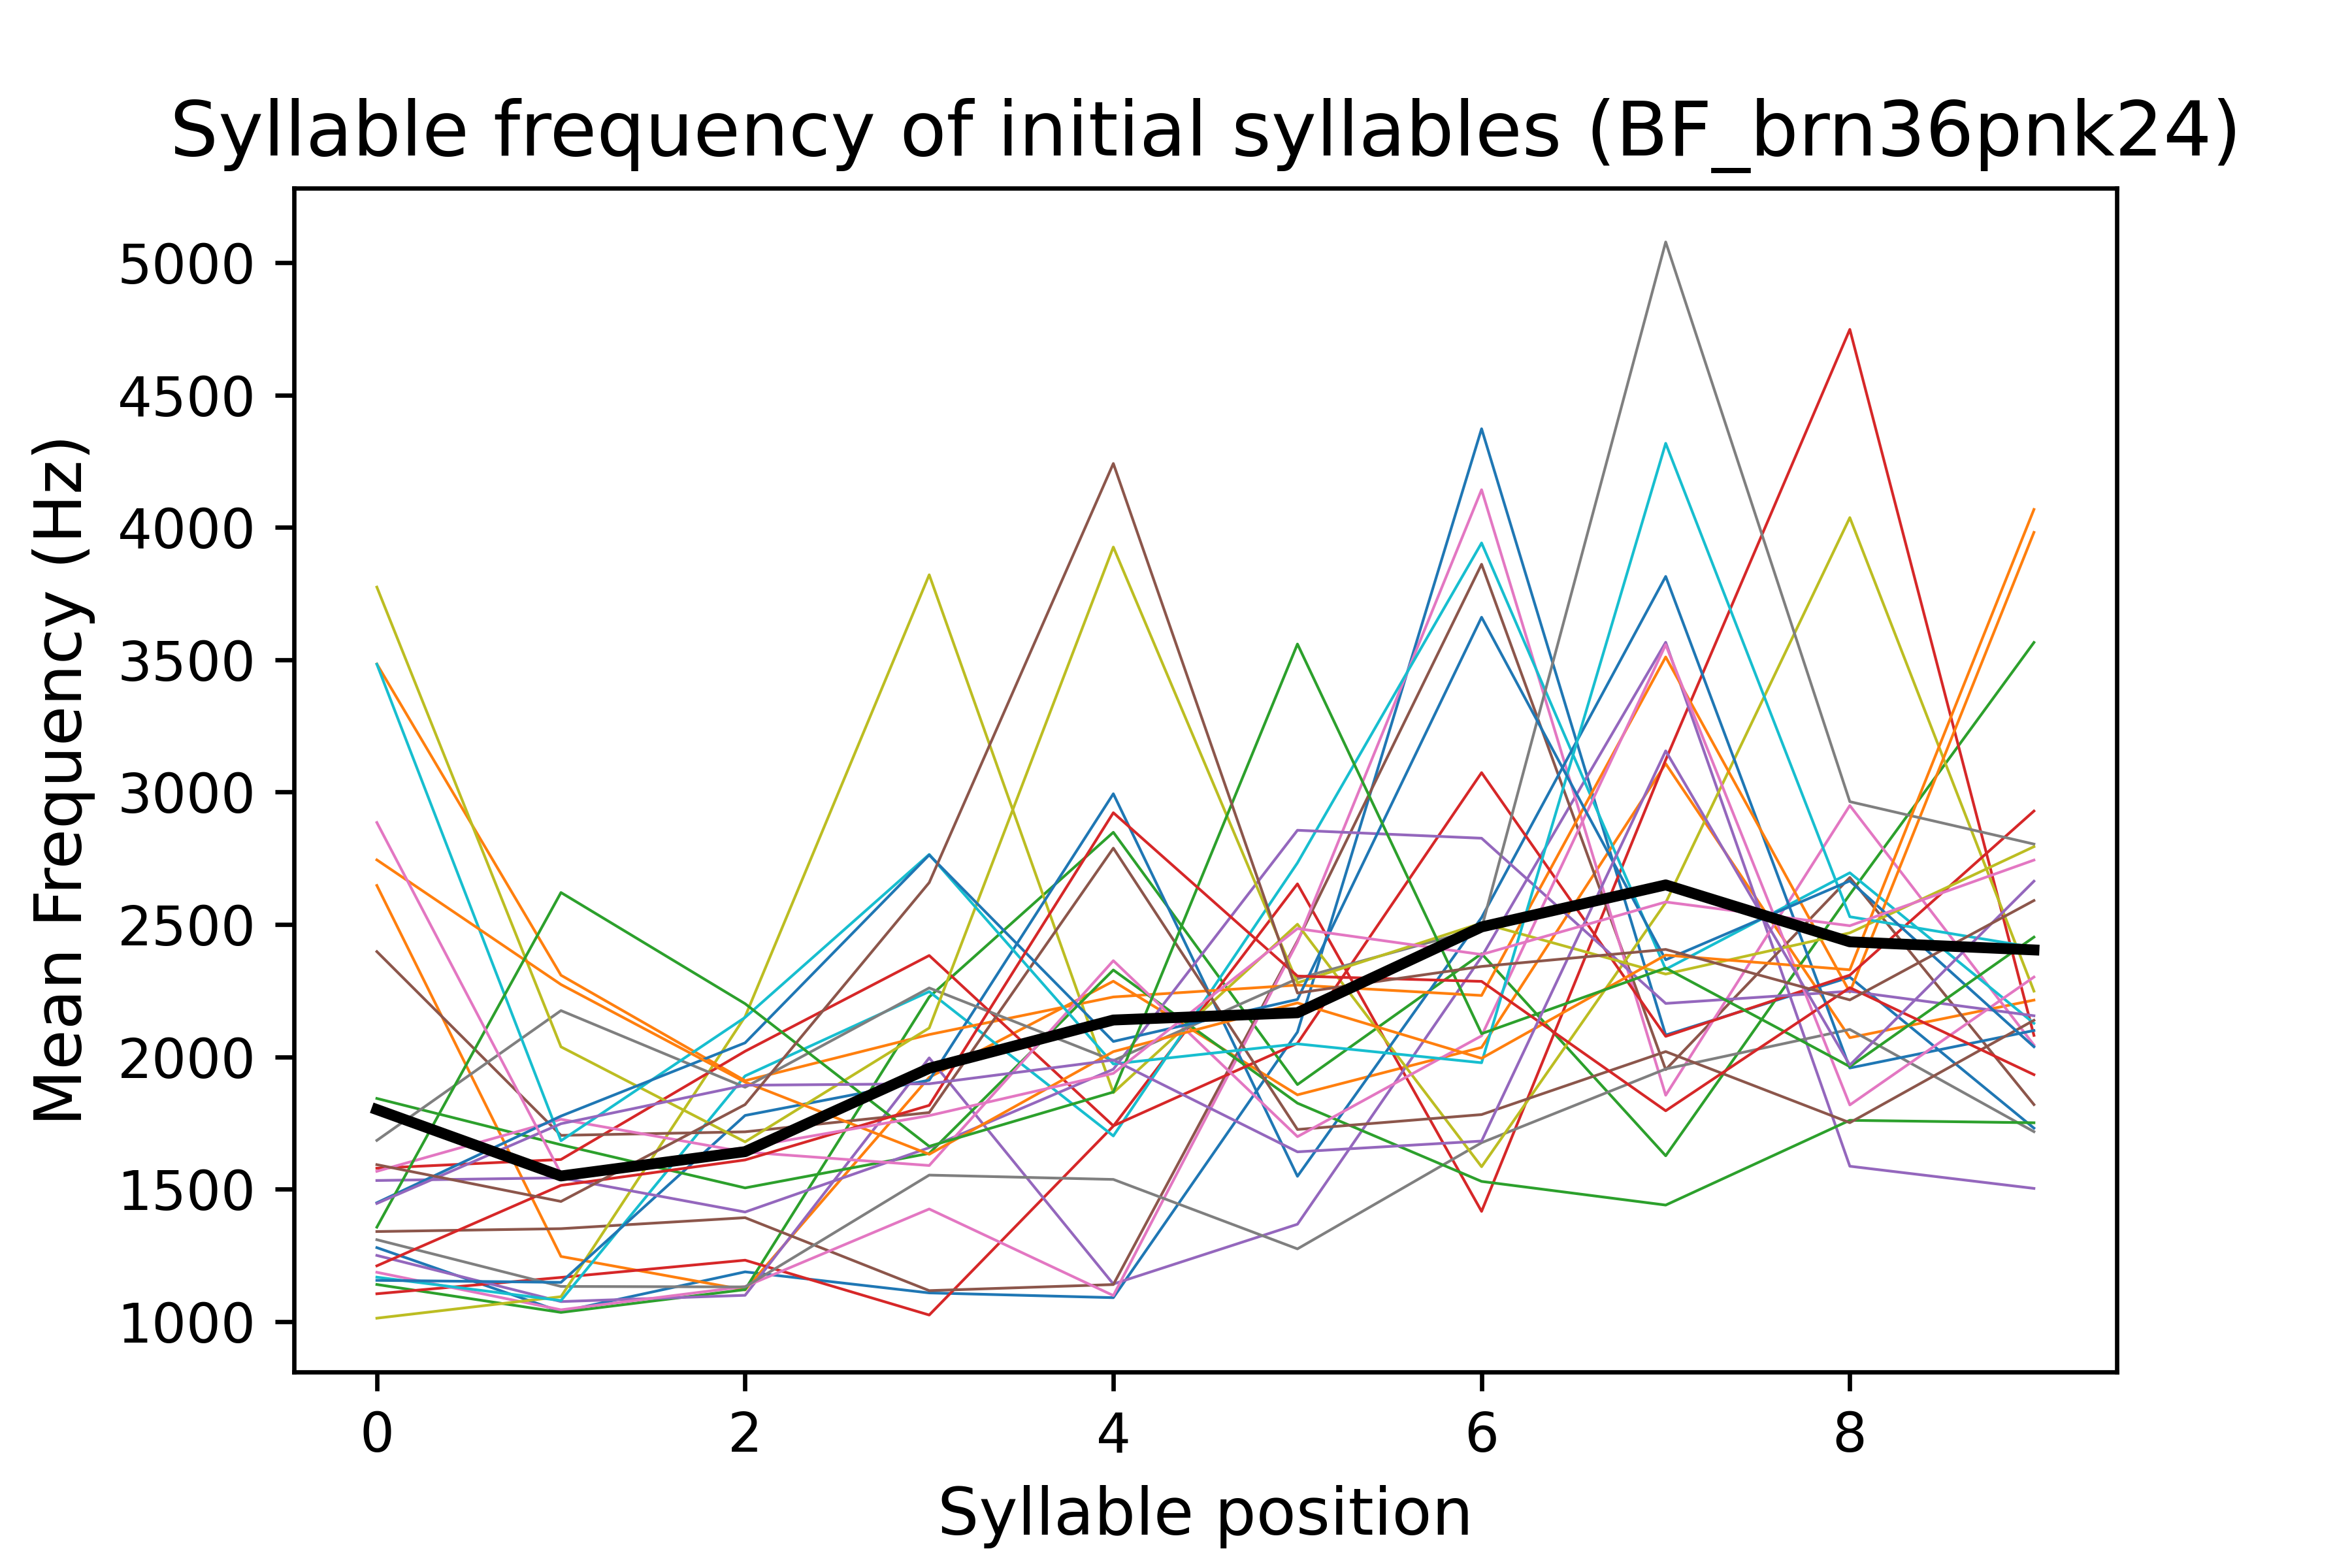 Syllable frequency of initial syllables (BF_brn36pnk24)
Mean Frequency (Hz)
5000
4500
4000
3500
3000
2500
2000
1500
1000
0 2 4 6 8
Syllable position